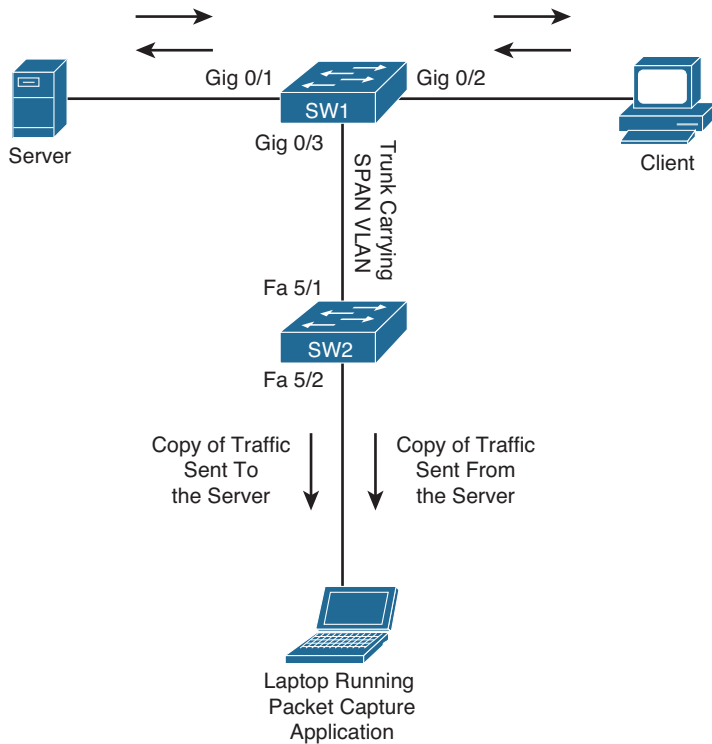 Gig 0/1
Gig 0/2
SW1
Server
Gig 0/3
Client
Trunk Carrying
SPAN VLAN
Fa 5/1
SW2
Fa 5/2
Copy of Traffic
Sent To
the Server
Copy of Traffic
Sent From
the Server
Laptop Running
Packet Capture
Application